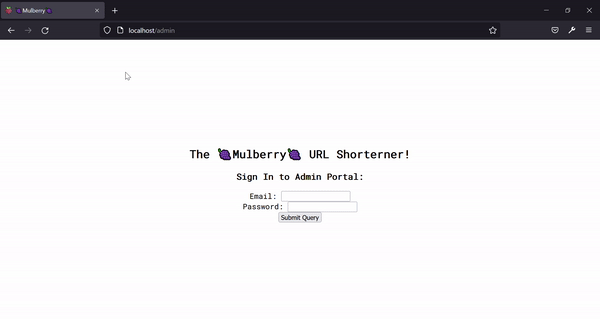 Mulberry
localhost/admin
The 🍇Mulberry🍇 URL Shorterner!
Sign In to Admin Portal:
Email:
Password:
Submit Query